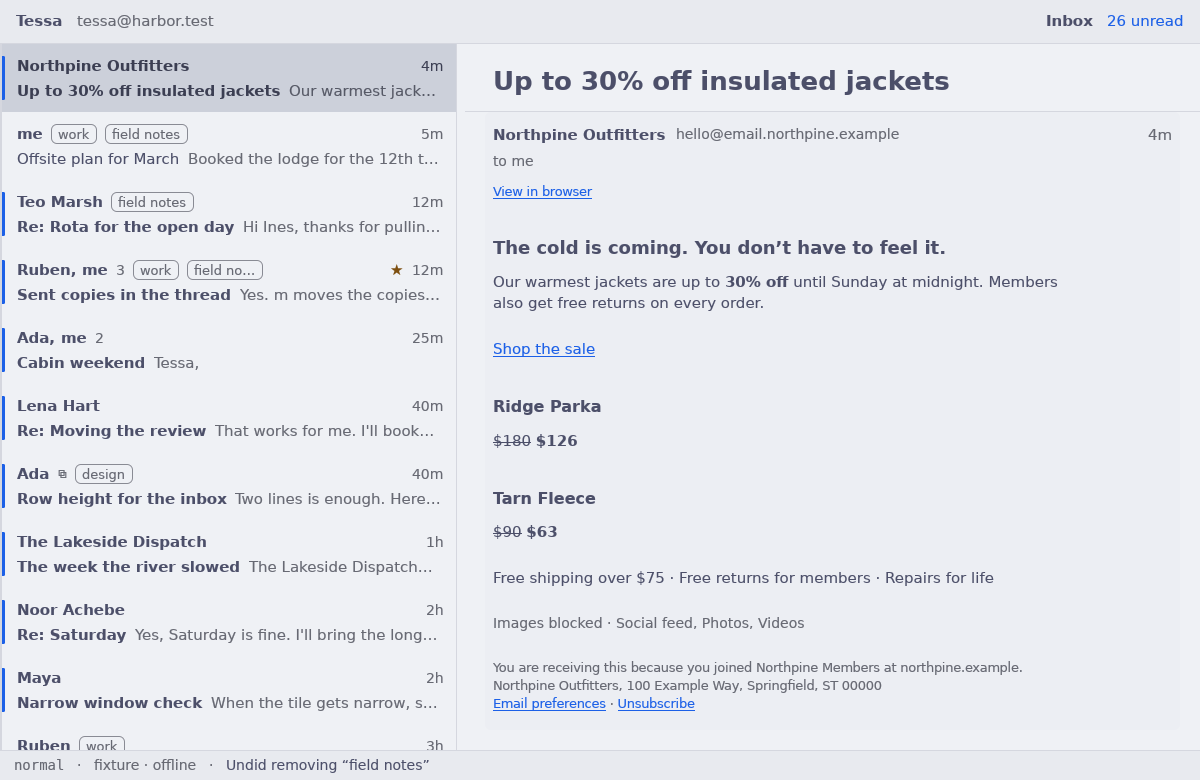 Tessa tessa@harbor.test
Inbox 26 unread
Northpine Outfitters 4m
Up to 30% off insulated jackets Our warmest jack…
me work field notes 5m
Offsite plan for March Booked the lodge for the 12th t…
Teo Marsh field notes 12m
Re: Rota for the open day Hi Ines, thanks for pullin…
Ruben, me 3 work field no… ★ 12m
Sent copies in the thread Yes. m moves the copies…
Ada, me 2 25m
Cabin weekend Tessa,
Lena Hart 40m
Re: Moving the review That works for me. I'll book…
Ada design 40m
Row height for the inbox Two lines is enough. Here…
The Lakeside Dispatch 1h
The week the river slowed The Lakeside Dispatch…
Noor Achebe 2h
Re: Saturday Yes, Saturday is fine. I'll bring the long…
Maya 2h
Narrow window check When the tile gets narrow, s…
Ruben work 3h
Up to 30% off insulated jackets
Northpine Outfitters hello@email.northpine.example 4m
to me
View in browser
The cold is coming. You don’t have to feel it.
Our warmest jackets are up to 30% off until Sunday at midnight. Members
also get free returns on every order.
Shop the sale
Ridge Parka
$180 $126
Tarn Fleece
$90 $63
Free shipping over $75 · Free returns for members · Repairs for life
Images blocked · Social feed, Photos, Videos
You are receiving this because you joined Northpine Members at northpine.example.
Northpine Outfitters, 100 Example Way, Springfield, ST 00000
Email preferences · Unsubscribe
normal · fixture · offline · Undid removing “field notes”